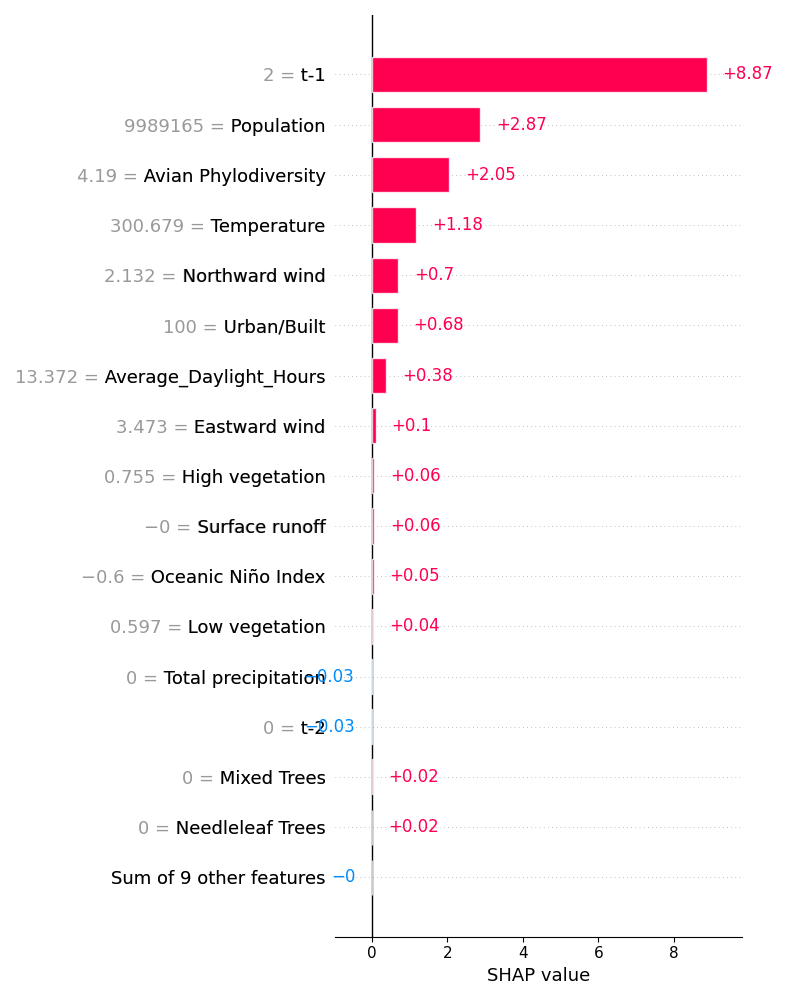 2 = t-1 +8.87
9989165 = Population +2.87
4.19 = Avian Phylodiversity +2.05
300.679 = Temperature +1.18
2.132 = Northward wind +0.7
100 = Urban/Built +0.68
13.372 = Average_Daylight_Hours +0.38
3.473 = Eastward wind +0.1
0.755 = High vegetation +0.06
−0 = Surface runoff +0.06
−0.6 = Oceanic Niño Index +0.05
0.597 = Low vegetation +0.04
0 = Total precipitation −0.03
0 = t-2 −0.03
0 = Mixed Trees +0.02
0 = Needleleaf Trees +0.02
Sum of 9 other features −0
0 2 4 6 8
SHAP value